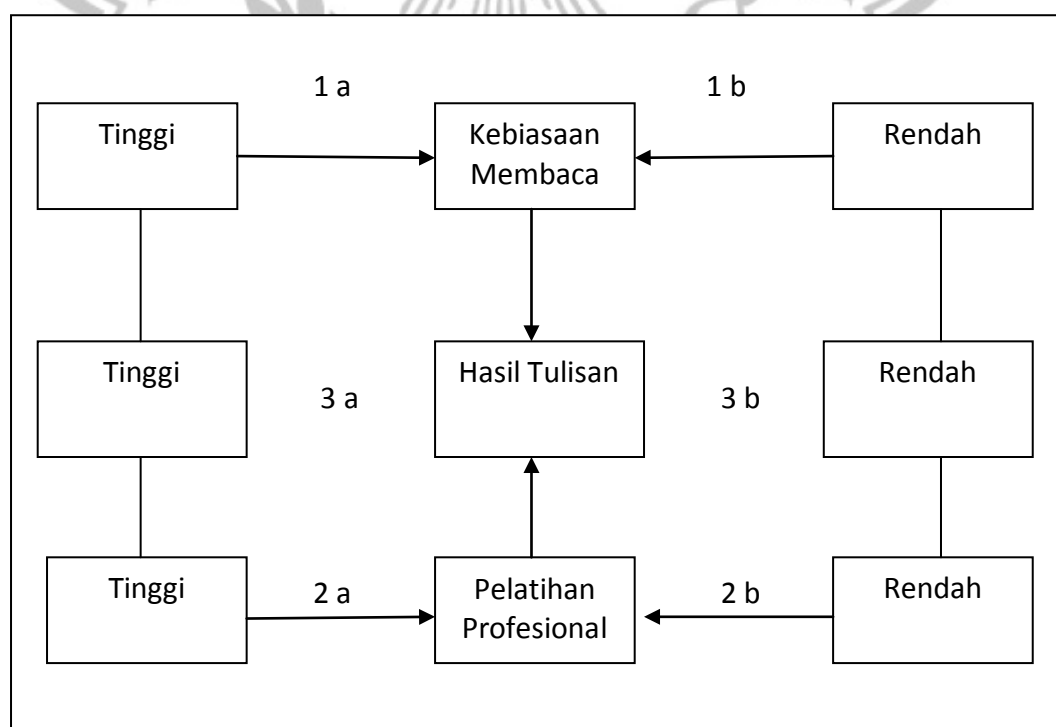 1 a
1 b
Tinggi
Kebiasaan
Membaca
Rendah
Tinggi
3 a
Hasil Tulisan
3 b
Rendah
Tinggi
2 a
Pelatihan
Profesional
2 b
Rendah